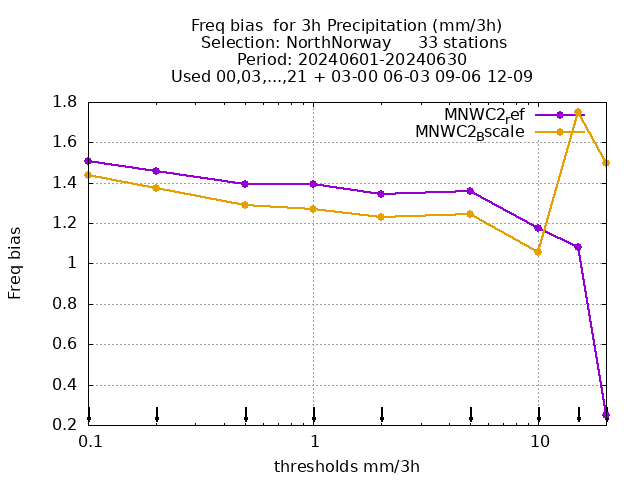 Freq bias  for 3h Precipitation (mm/3h)
Selection: NorthNorway     33 stations
Period: 20240601-20240630
Used 00,03,...,21 + 03-00 06-03 09-06 12-09
MNWC2ref
MNWC2Bscale
1.8
1.6
1.4
1.2
1
0.8
0.6
0.4
0.2
Freq bias
0.1 1 10
thresholds mm/3h